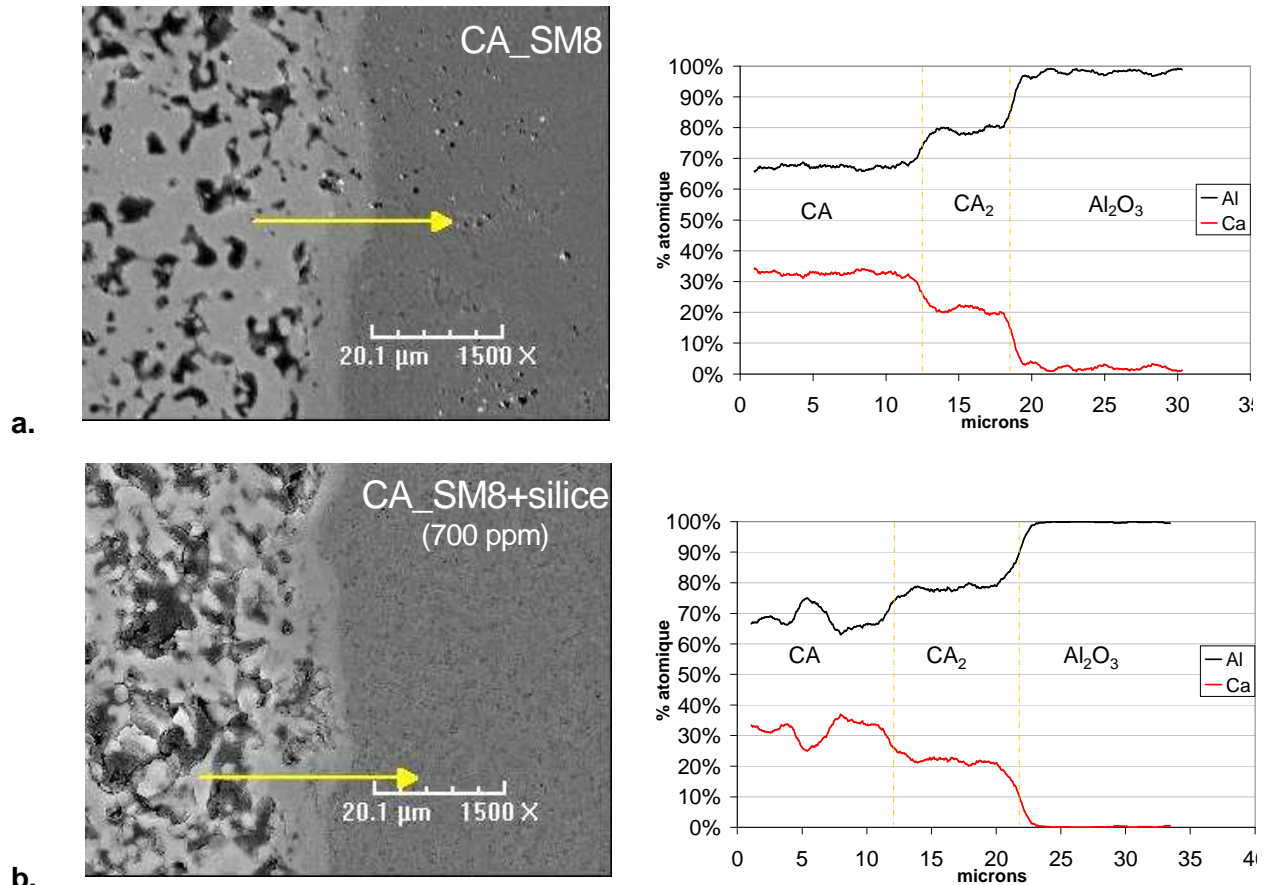 CA_SM8
20.1 µm 1500 X
a.
100%
90%
80%
70%
60%
50%
40%
30%
20%
10%
0%
% atomique
CA
CA2
Al2O3
Al
Ca
0 5 10 15 20 25 30 35
microns
CA_SM8+silice
(700 ppm)
20.1 µm 1500 X
b.
100%
90%
80%
70%
60%
50%
40%
30%
20%
10%
0%
% atomique
CA
CA2
Al2O3
Al
Ca
0 5 10 15 20 25 30 35
microns